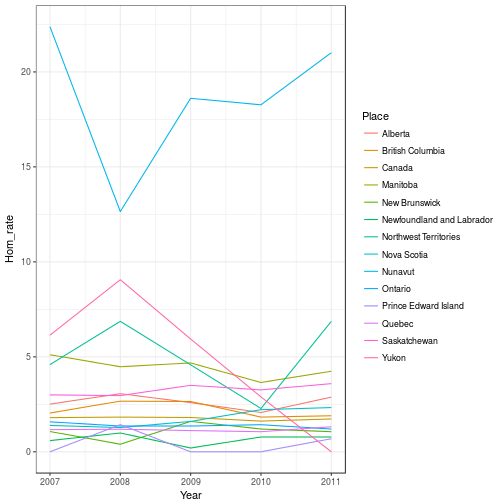 20
15
10
5
0
Hom_rate
2007 2008 2009 2010 2011
Year
Place
Alberta
British Columbia
Canada
Manitoba
New Brunswick
Newfoundland and Labrador
Northwest Territories
Nova Scotia
Nunavut
Ontario
Prince Edward Island
Quebec
Saskatchewan
Yukon